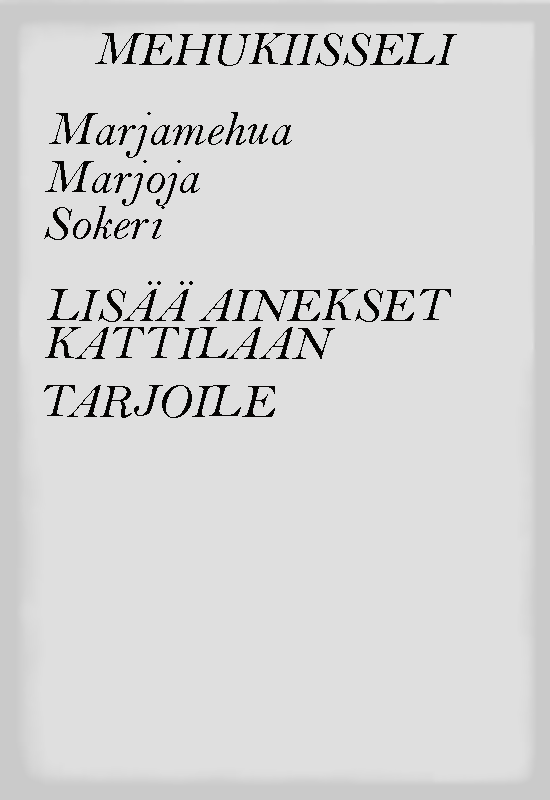 MEHUKIISSELI
Marjamehua
Marjoja
Sokeri
LISÄÄ AINEKSET
KATTILAAN
TARJOILE